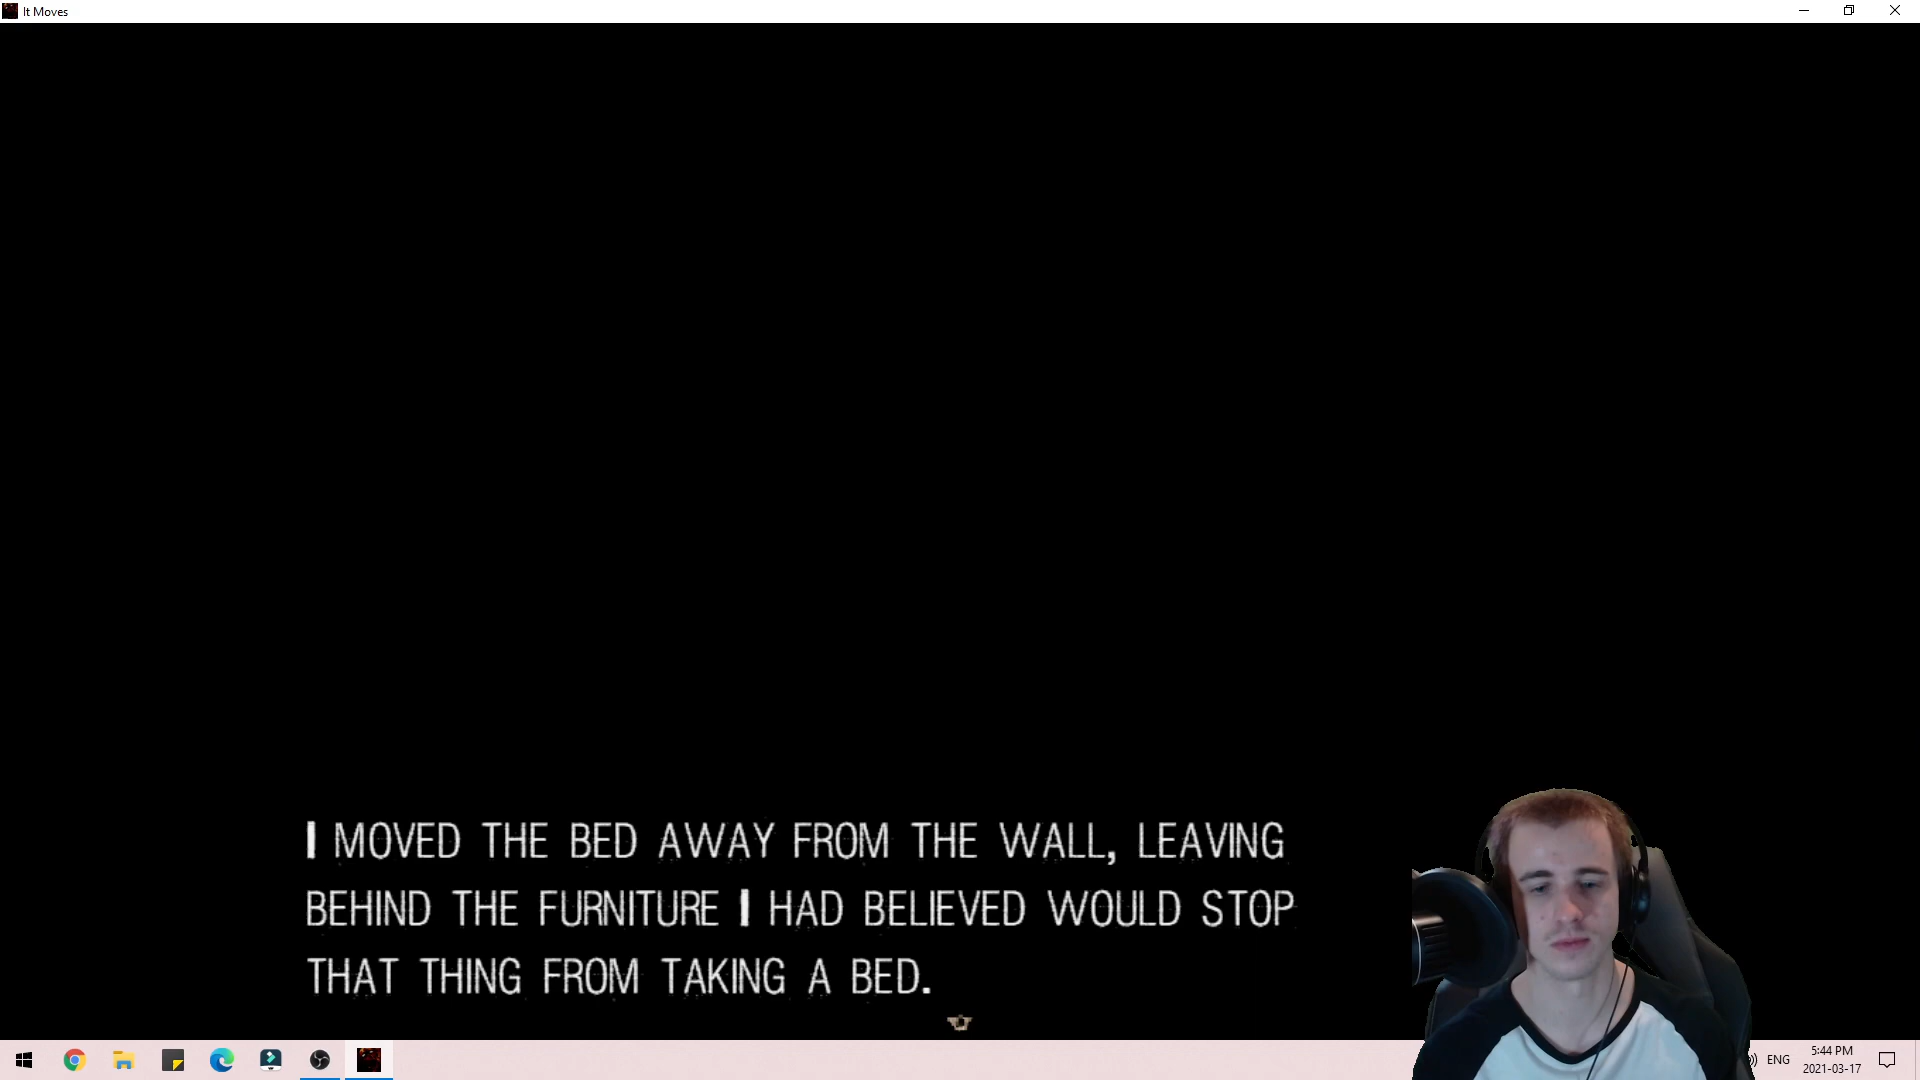 It Moves
I MOVED THE BED AWAY FROM THE WALL, LEAVING
BEHIND THE FURNITURE I HAD BELIEVED WOULD STOP
THAT THING FROM TAKING A BED.
ENG
5:44 PM
2021-03-17